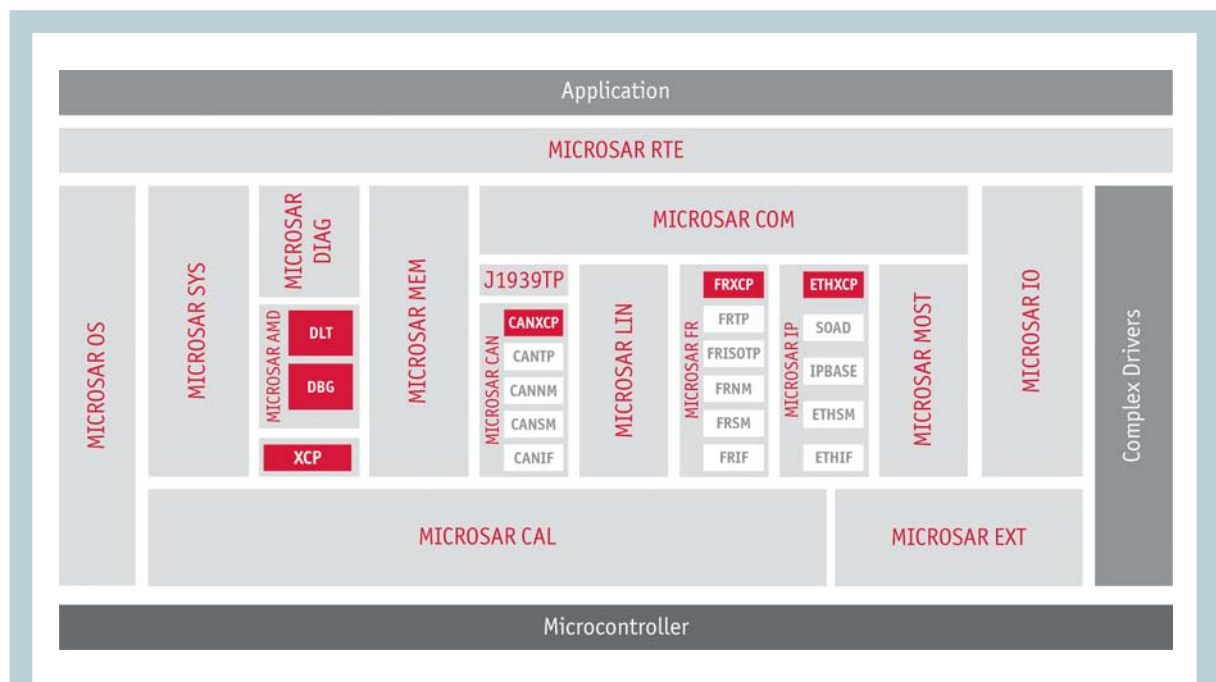 Application
MICROSAR RTE
MICROSAR OS
MICROSAR SYS
MICROSAR
DIAG
MICROSAR AMD
DLT
DBG
XCP
MICROSAR MEM
MICROSAR COM
J1939TP
MICROSAR CAN
CANXCP
CANTP
CANNM
CANSM
CANIF
MICROSAR LIN
MICROSAR FR
FRXCP
FRTP
FRISOTP
FRNM
FRSM
FRIF
MICROSAR IP
ETHXCP
SOAD
IPBASE
ETHSM
ETHIF
MICROSAR MOST
MICROSAR IO
Complex Drivers
MICROSAR CAL
MICROSAR EXT
Microcontroller